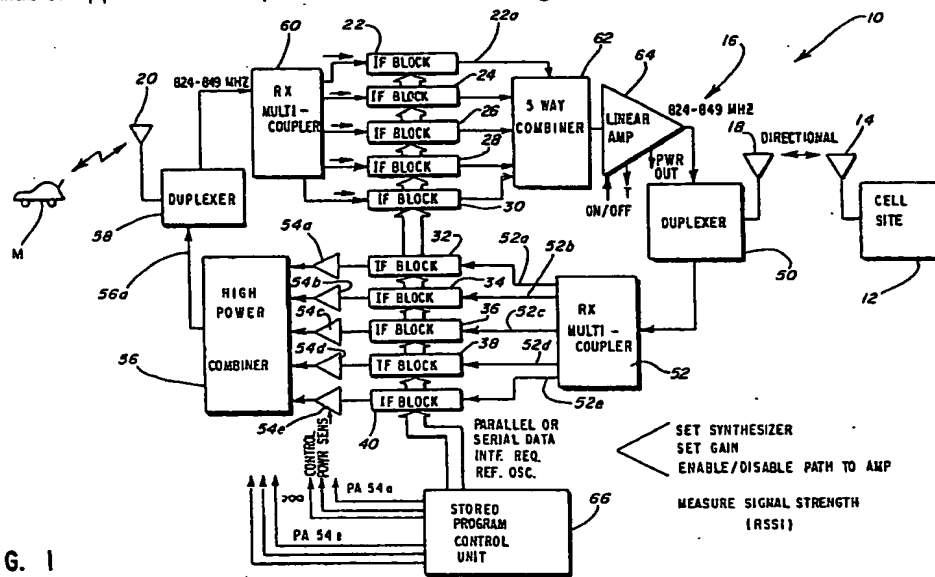 60
22
22a
62
10
IF BLOCK
64
16
20
824-849 MHZ
RX
MULTI-
COUPLER
24
IF BLOCK
26
IF BLOCK
28
IF BLOCK
5 WAY
COMBINER
LINEAR
AMP
824-849 MHZ
18
DIRECTIONAL
14
IF BLOCK
30
PWR
OUT
T
ON/OFF
M
DUPLEXER
58
DUPLEXER
50
CELL
SITE
12
56a
54a
32
52a
52b
IF BLOCK
54b
34
IF BLOCK
HIGH
POWER
COMBINER
56
54c
36
IF BLOCK
52c
54d
38
IF BLOCK
52d
RX
MULTI-
COUPLER
52
54e
IF BLOCK
40
52e
CONTROL
POWR SENS
PARALLEL OR
SERIAL DATA
INTF. REQ.
REF. OSC.
SET SYNTHESIZER
SET GAIN
ENABLE/DISABLE PATH TO AMP
MEASURE SIGNAL STRENGTH
(RSSI)
PA 54a
PA 54e
STORED
PROGRAM
CONTROL
UNIT
66
G. 1